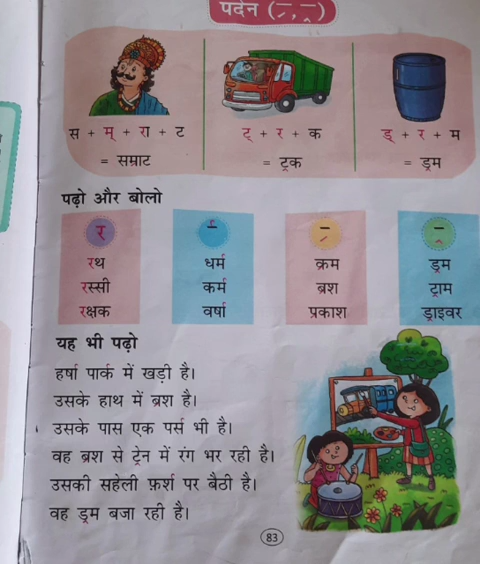 पदेन (्र, ्र)
स + म् + रा + ट
= सम्राट
ट् + र + क
= ट्रक
ड् + र + म
= ड्रम
पढ़ो और बोलो
र
रथ
रस्सी
रक्षक
र्
धर्म
कर्म
वर्षा
्र
क्रम
ब्रश
प्रकाश
्र
ड्रम
ट्राम
ड्राइवर
यह भी पढ़ो
हर्षा पार्क में खड़ी है।
उसके हाथ में ब्रश है।
उसके पास एक पर्स भी है।
वह ब्रश से ट्रेन में रंग भर रही है।
उसकी सहेली फ़र्श पर बैठी है।
वह ड्रम बजा रही है।
83